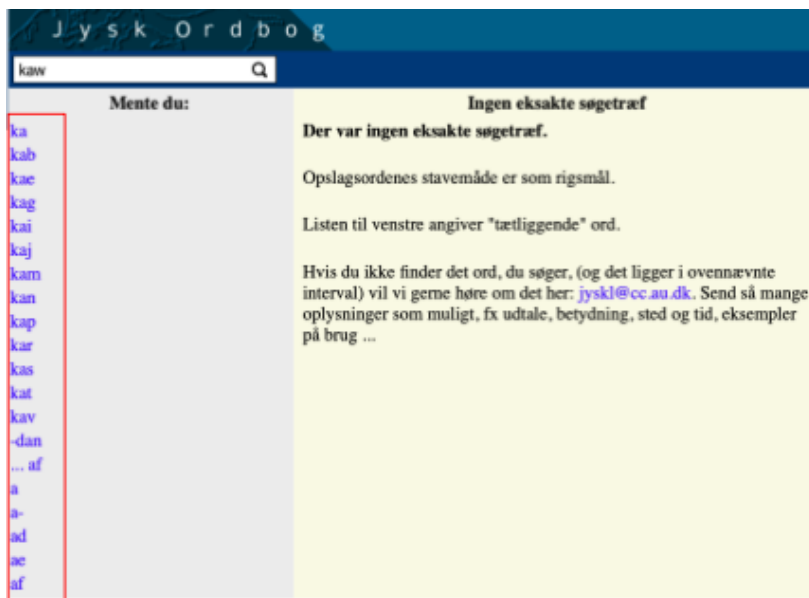 Jysk Ordbog
kaw
Mente du:
ka
kab
kae
kag
kai
kaj
kam
kan
kap
kar
kas
kat
kav
-dan
... af
a
a-
ad
ae
af
Ingen eksakte søgetræf
Der var ingen eksakte søgetræf.
Opslagsordenes stavemåde er som rigsmål.
Listen til venstre angiver "tætliggende" ord.
Hvis du ikke finder det ord, du søger, (og det ligger i ovennævnte
interval) vil vi gerne høre om det her: jyskl@cc.au.dk. Send så mange
oplysninger som muligt, fx udtale, betydning, sted og tid, eksempler
på brug ...